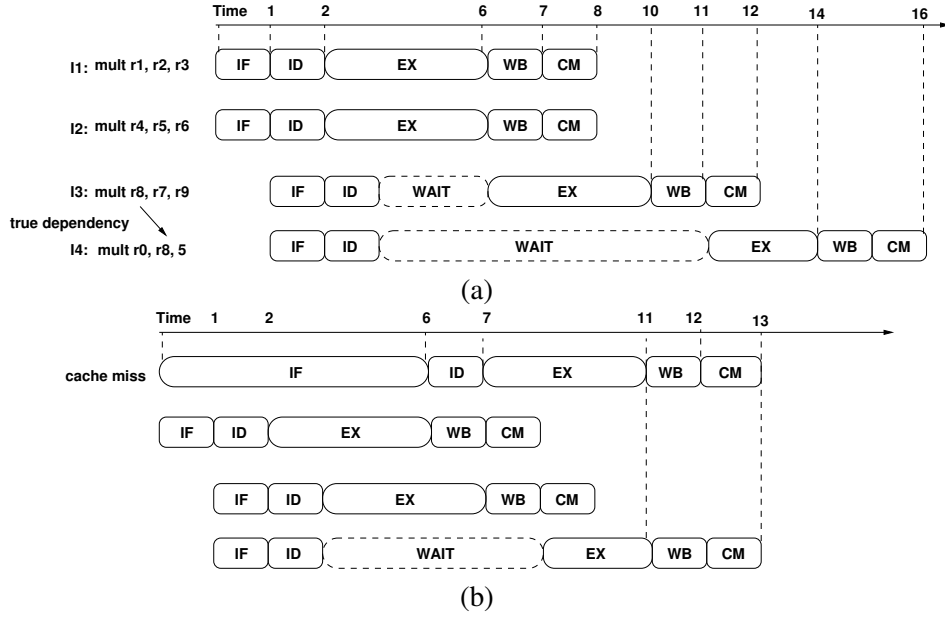 Time 1 2 6 7 8 10 11 12 14 16
I1: mult r1, r2, r3 IF ID EX WB CM
I2: mult r4, r5, r6 IF ID EX WB CM
I3: mult r8, r7, r9 IF ID WAIT EX WB CM
true dependency
I4: mult r0, r8, 5 IF ID WAIT EX WB CM
(a)
Time 1 2 6 7 11 12 13
cache miss IF ID EX WB CM
IF ID EX WB CM
IF ID EX WB CM
IF ID WAIT EX WB CM
(b)